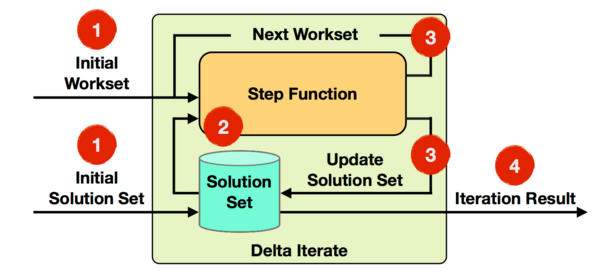 1
Initial
Workset
Next Workset
3
Step Function
2
1
Initial
Solution Set
Solution
Set
Update
Solution Set
3
4
Iteration Result
Delta Iterate